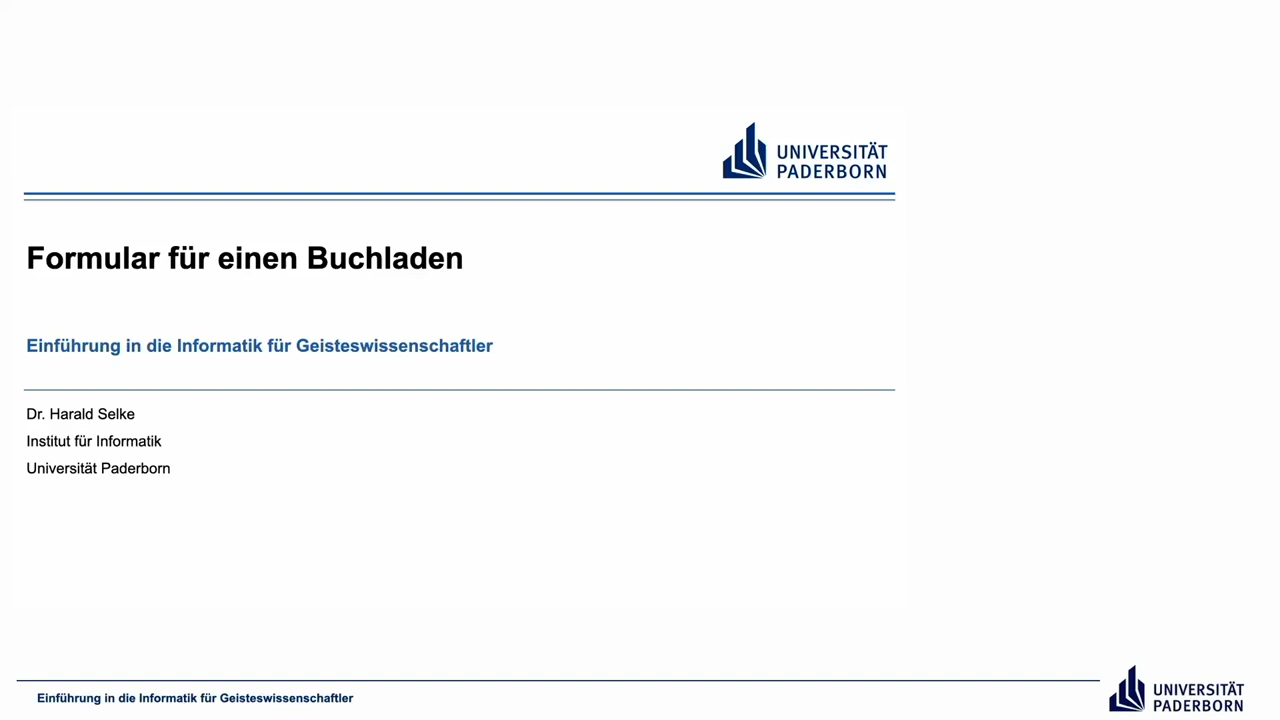 UNIVERSITÄT
PADERBORN
Formular für einen Buchladen
Einführung in die Informatik für Geisteswissenschaftler
Dr. Harald Selke
Institut für Informatik
Universität Paderborn
Einführung in die Informatik für Geisteswissenschaftler
UNIVERSITÄT
PADERBORN